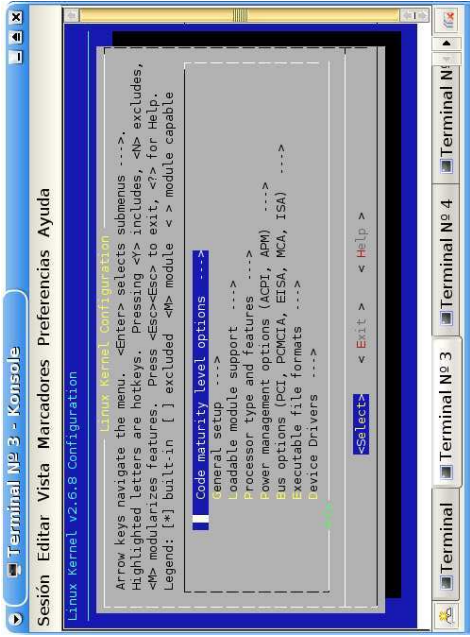 Terminal Nº 3 - Konsole
Sesión Editar Vista Marcadores Preferencias Ayuda
Linux Kernel v2.6.8 Configuration
Linux Kernel Configuration
Arrow keys navigate the menu. <Enter> selects submenus --->.
Highlighted letters are hotkeys. Pressing <Y> includes, <N> excludes,
<M> modularizes features. Press <Esc><Esc> to exit, <?> for Help.
Legend: [*] built-in [ ] excluded <M> module < > module capable
Code maturity level options --->
General setup --->
Loadable module support --->
Processor type and features --->
Power management options (ACPI, APM) --->
Bus options (PCI, PCMCIA, EISA, MCA, ISA) --->
Executable file formats --->
Device Drivers --->
<Select> < Exit > < Help >
Terminal Terminal Nº 3 Terminal Nº 4 Terminal Nº